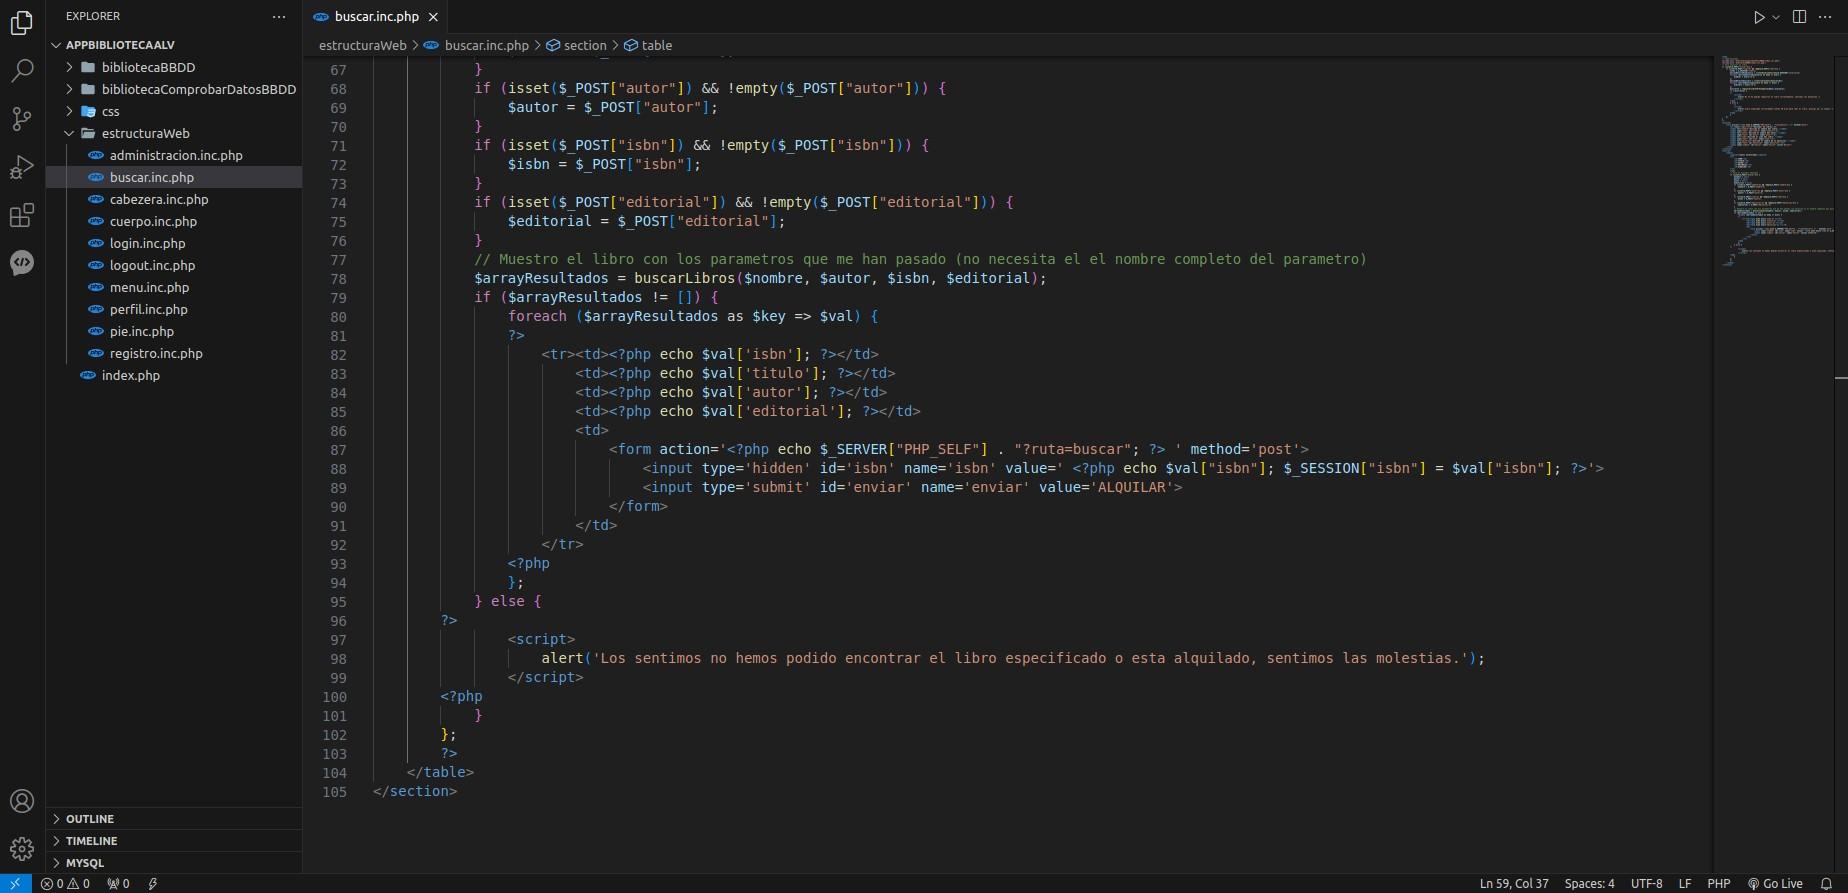 EXPLORER
buscar.inc.php
APPBIBLIOTECAALV
bibliotecaBBDD
bibliotecaComprobarDatosBBDD
css
estructuraWeb
administracion.inc.php
buscar.inc.php
cabezera.inc.php
cuerpo.inc.php
login.inc.php
logout.inc.php
menu.inc.php
perfil.inc.php
pie.inc.php
registro.inc.php
index.php
OUTLINE
TIMELINE
MYSQL
estructuraWeb > buscar.inc.php > section > table
67 }
68 if (isset($_POST["autor"]) && !empty($_POST["autor"])) {
69 $autor = $_POST["autor"];
70 }
71 if (isset($_POST["isbn"]) && !empty($_POST["isbn"])) {
72 $isbn = $_POST["isbn"];
73 }
74 if (isset($_POST["editorial"]) && !empty($_POST["editorial"])) {
75 $editorial = $_POST["editorial"];
76 }
77 // Muestro el libro con los parametros que me han pasado (no necesita el el nombre completo del parametro)
78 $arrayResultados = buscarLibros($nombre, $autor, $isbn, $editorial);
79 if ($arrayResultados != []) {
80 foreach ($arrayResultados as $key => $val) {
81 ?>
82 <tr><td><?php echo $val['isbn']; ?></td>
83 <td><?php echo $val['titulo']; ?></td>
84 <td><?php echo $val['autor']; ?></td>
85 <td><?php echo $val['editorial']; ?></td>
86 <td>
87 <form action='<?php echo $_SERVER["PHP_SELF"] . "?ruta=buscar"; ?> ' method='post'>
88 <input type='hidden' id='isbn' name='isbn' value=' <?php echo $val["isbn"]; $_SESSION["isbn"] = $val["isbn"]; ?>'>
89 <input type='submit' id='enviar' name='enviar' value='ALQUILAR'>
90 </form>
91 </td>
92 </tr>
93 <?php
94 };
95 } else {
96 ?>
97 <script>
98 alert('Los sentimos no hemos podido encontrar el libro especificado o esta alquilado, sentimos las molestias.');
99 </script>
100 <?php
101 }
102 };
103 ?>
104 </table>
105 </section>
0 0 0
Ln 59, Col 37 Spaces: 4 UTF-8 LF PHP Go Live